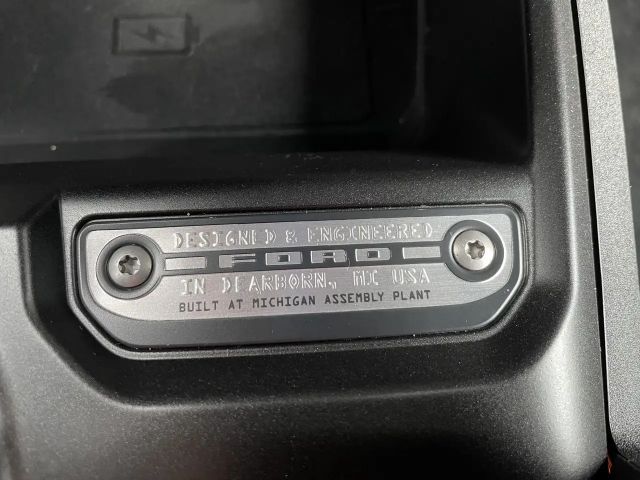 DESIGNED & ENGINEERED
FORD
IN DEARBORN, MI USA
BUILT AT MICHIGAN ASSEMBLY PLANT